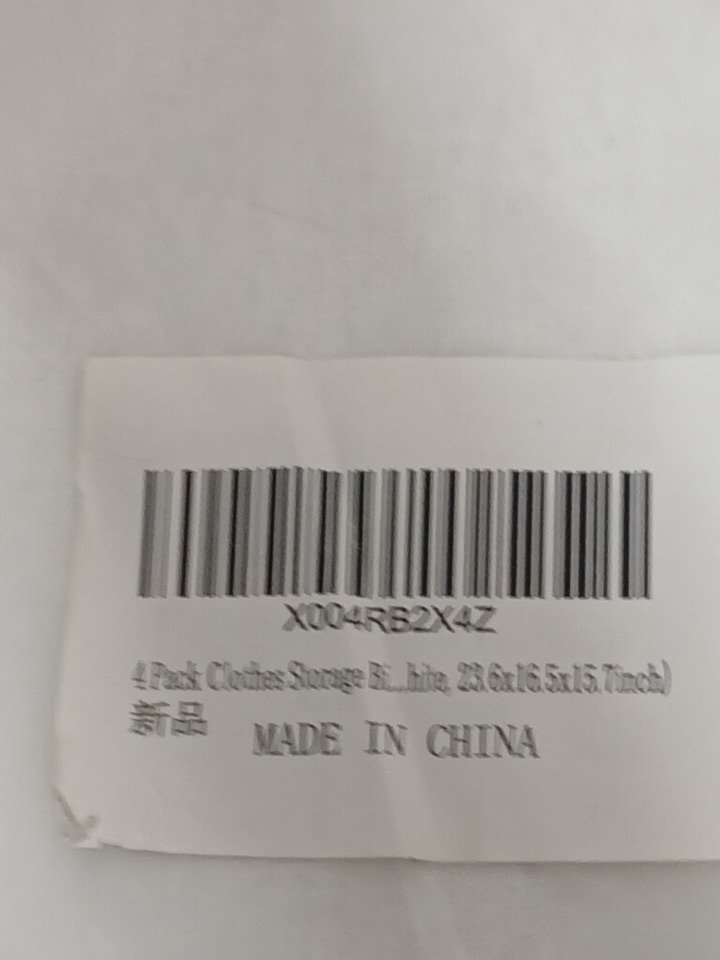 X004RB2X4Z
4 Pack Clothes Storage Bi...hite, 23.6x16.5x15.7inch)
新品
MADE IN CHINA